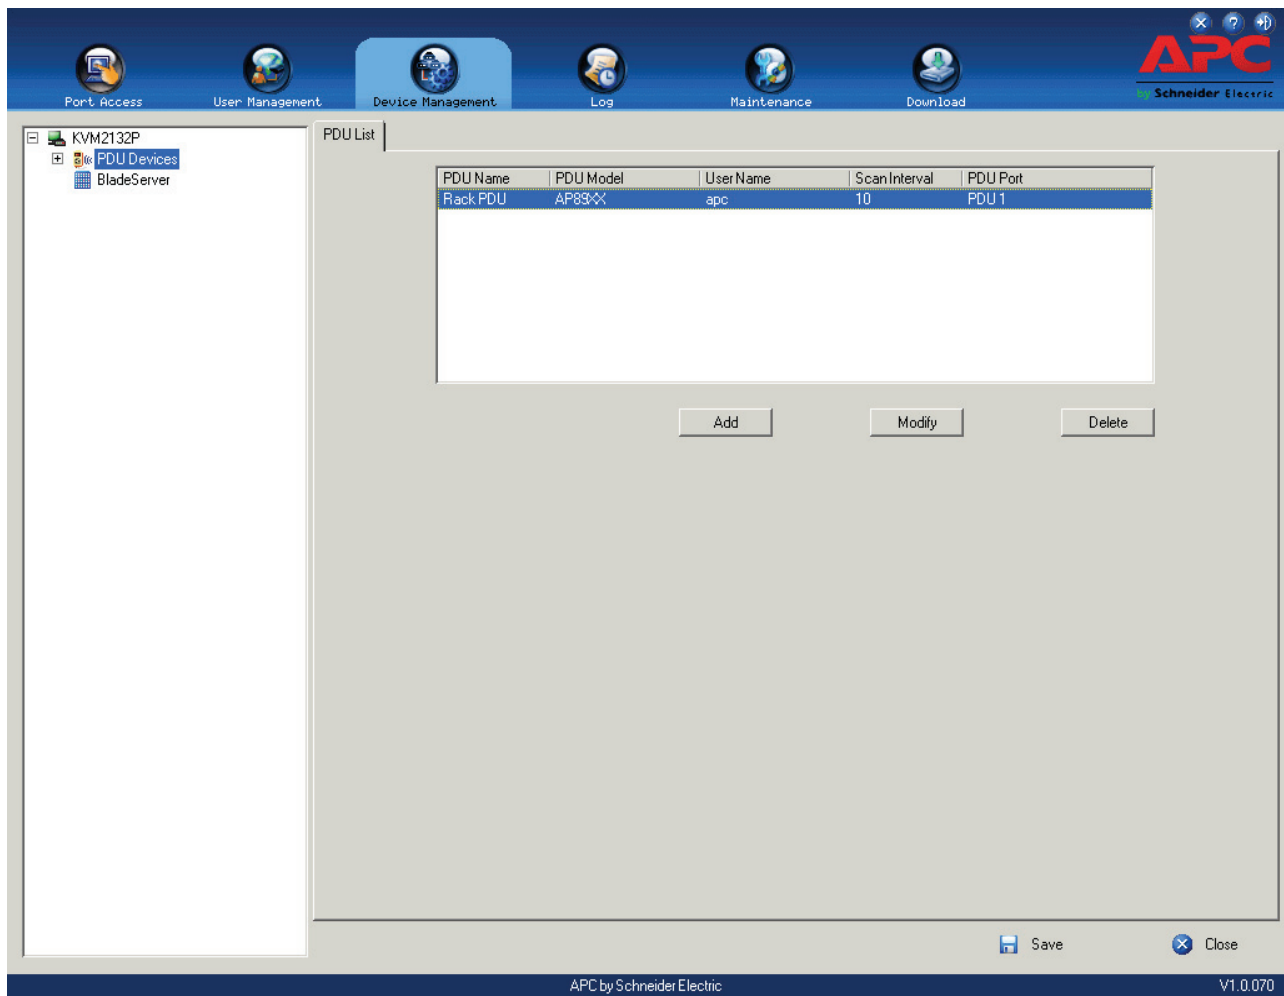 APC
by Schneider Electric
Port Access
User Management
Device Management
Log
Maintenance
Download
KVM2132P
PDU Devices
BladeServer
PDU List
PDU Name PDU Model User Name Scan Interval PDU Port
Rack PDU AP89XX apc 10 PDU 1
Add Modify Delete
Save Close
APC by Schneider Electric V1.0.070